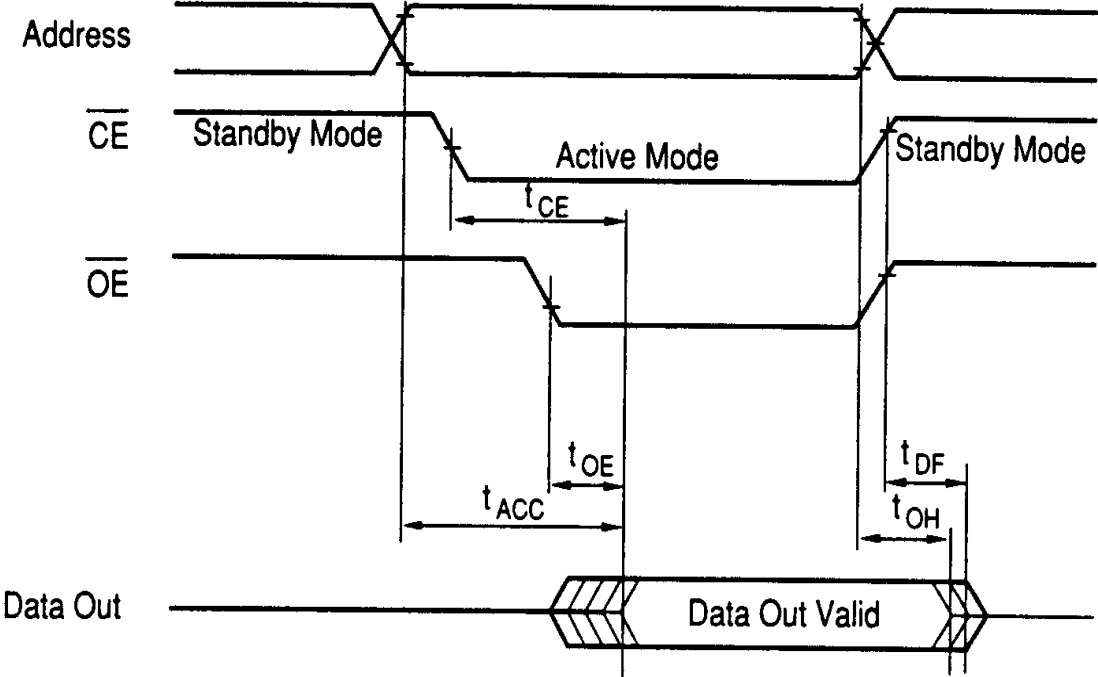 Address
CE
Standby Mode
Active Mode
Standby Mode
t CE
OE
t OE
t DF
t ACC
t OH
Data Out
Data Out Valid